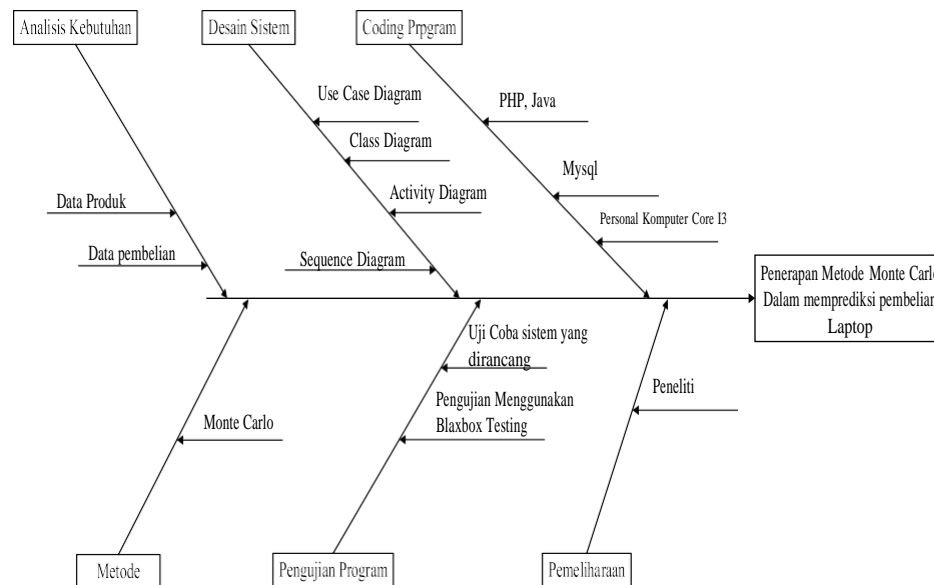 Analisis Kebutuhan
Desain Sistem
Coding Prpgram
Use Case Diagram
PHP, Java
Class Diagram
Mysql
Data Produk
Activity Diagram
Personal Komputer Core I3
Data pembelian
Sequence Diagram
Penerapan Metode Monte Carlo
Dalam memprediksi pembelian
Laptop
Uji Coba sistem yang
dirancang
Peneliti
Monte Carlo
Pengujian Menggunakan
Blaxbox Testing
Metode
Pengujian Program
Pemeliharaan